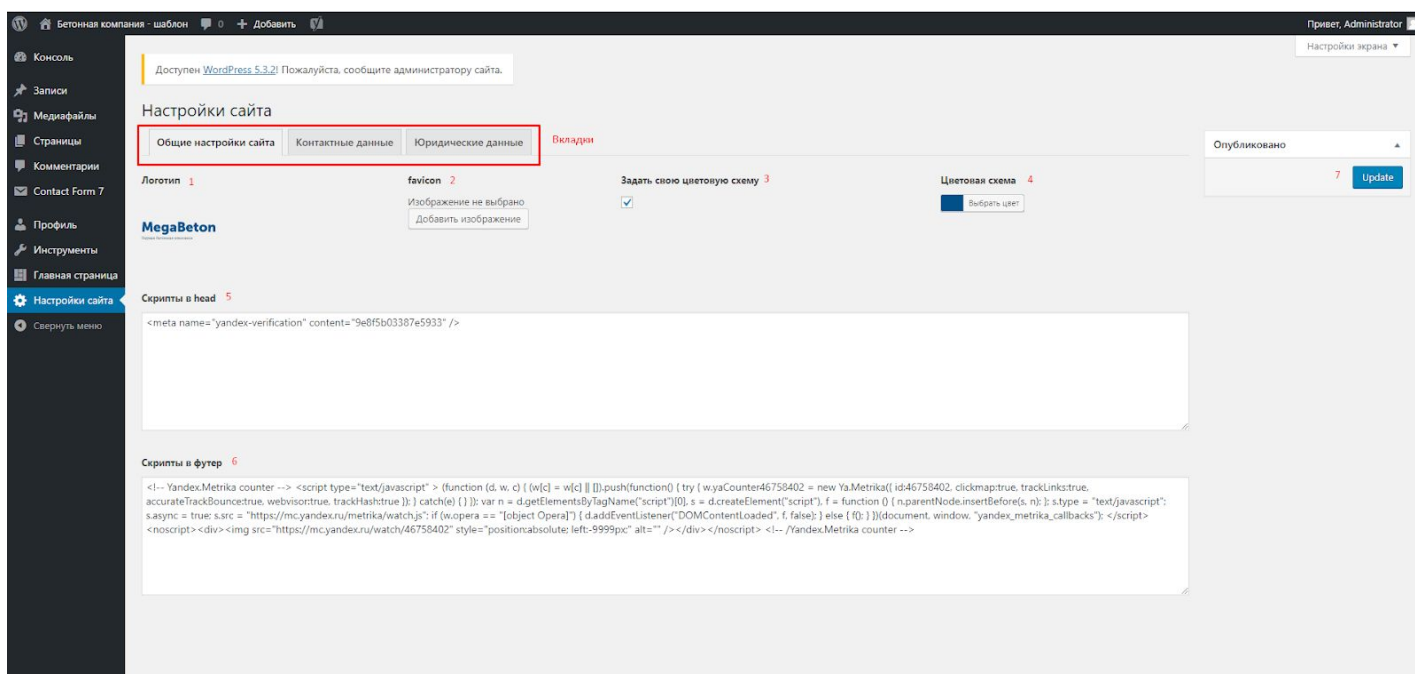 Бетонная компания - шаблон 0 + Добавить
Привет, Administrator
Настройки экрана ▼
Консоль
Записи
Медиафайлы
Страницы
Комментарии
Contact Form 7
Профиль
Инструменты
Главная страница
Настройки сайта
Свернуть меню
Доступен WordPress 5.3.2! Пожалуйста, сообщите администратору сайта.
Настройки сайта
Общие настройки сайта Контактные данные Юридические данные Вкладки
Опубликовано
7 Update
Логотип 1
favicon 2
Задать свою цветовую схему 3
Цветовая схема 4
Изображение не выбрано
Добавить изображение
Выбрать цвет
MegaBeton
Скрипты в head 5
<meta name="yandex-verification" content="9e8f5b03387e5933" />
Скрипты в футер 6
<!-- Yandex.Metrika counter --> <script type="text/javascript" > (function (d, w, c) { (w[c] = w[c] || []).push(function() { try { w.yaCounter46758402 = new Ya.Metrika({ id:46758402, clickmap:true, trackLinks:true,
accurateTrackBounce:true, webvisor:true, trackHash:true }); } catch(e) { } }); var n = d.getElementsByTagName("script")[0], s = d.createElement("script"), f = function () { n.parentNode.insertBefore(s, n); }; s.type = "text/javascript";
s.async = true; s.src = "https://mc.yandex.ru/metrika/watch.js"; if (w.opera == "[object Opera]") { d.addEventListener("DOMContentLoaded", f, false); } else { f(); } })(document, window, "yandex_metrika_callbacks"); </script>
<noscript><div><img src="https://mc.yandex.ru/watch/46758402" style="position:absolute; left:-9999px;" alt="" /></div></noscript> <!-- /Yandex.Metrika counter -->